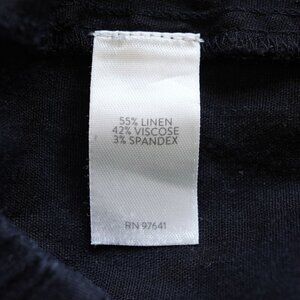 55% LINEN
42% VISCOSE
3% SPANDEX
RN 97641